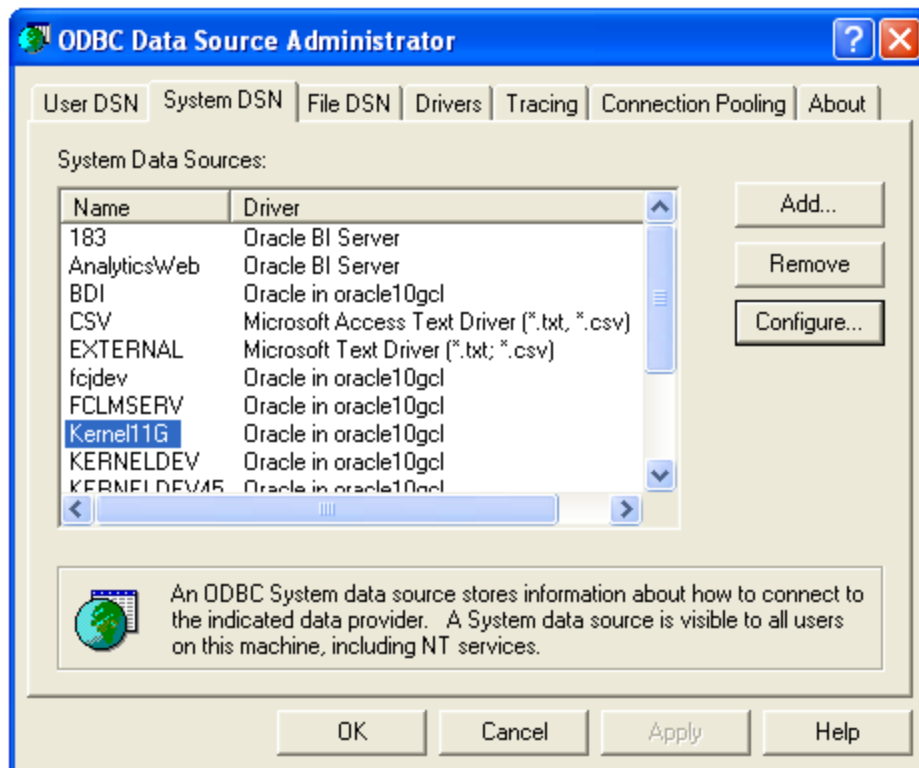 ODBC Data Source Administrator
User DSN System DSN File DSN Drivers Tracing Connection Pooling About
System Data Sources:
Name Driver
183 Oracle BI Server
AnalyticsWeb Oracle BI Server
BDI Oracle in oracle10gcl
CSV Microsoft Access Text Driver (*.txt, *.csv)
EXTERNAL Microsoft Text Driver (*.txt; *.csv)
fcjdev Oracle in oracle10gcl
FCLMSERV Oracle in oracle10gcl
Kernel11G Oracle in oracle10gcl
KERNELDEV Oracle in oracle10gcl
KERNELDEV45 Oracle in oracle10gcl
Add...
Remove
Configure...
An ODBC System data source stores information about how to connect to
the indicated data provider. A System data source is visible to all users
on this machine, including NT services.
OK Cancel Apply Help